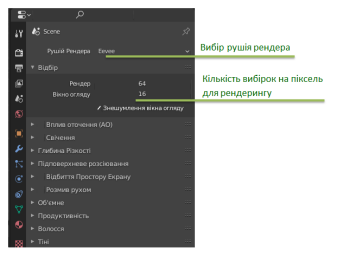 Scene
Рушій Рендера Eevee
Вибір рушія рендера
Відбір
Рендер 64
Вікно огляду 16
Кількість вибірок на піксель
для рендерингу
Знешумлення вікна огляду
Вплив оточення (AO)
Свічення
Глибина Різкості
Підповерхневе розсіювання
Відбиття Простору Екрану
Розмив рухом
Об'ємне
Продуктивність
Волосся
Тіні